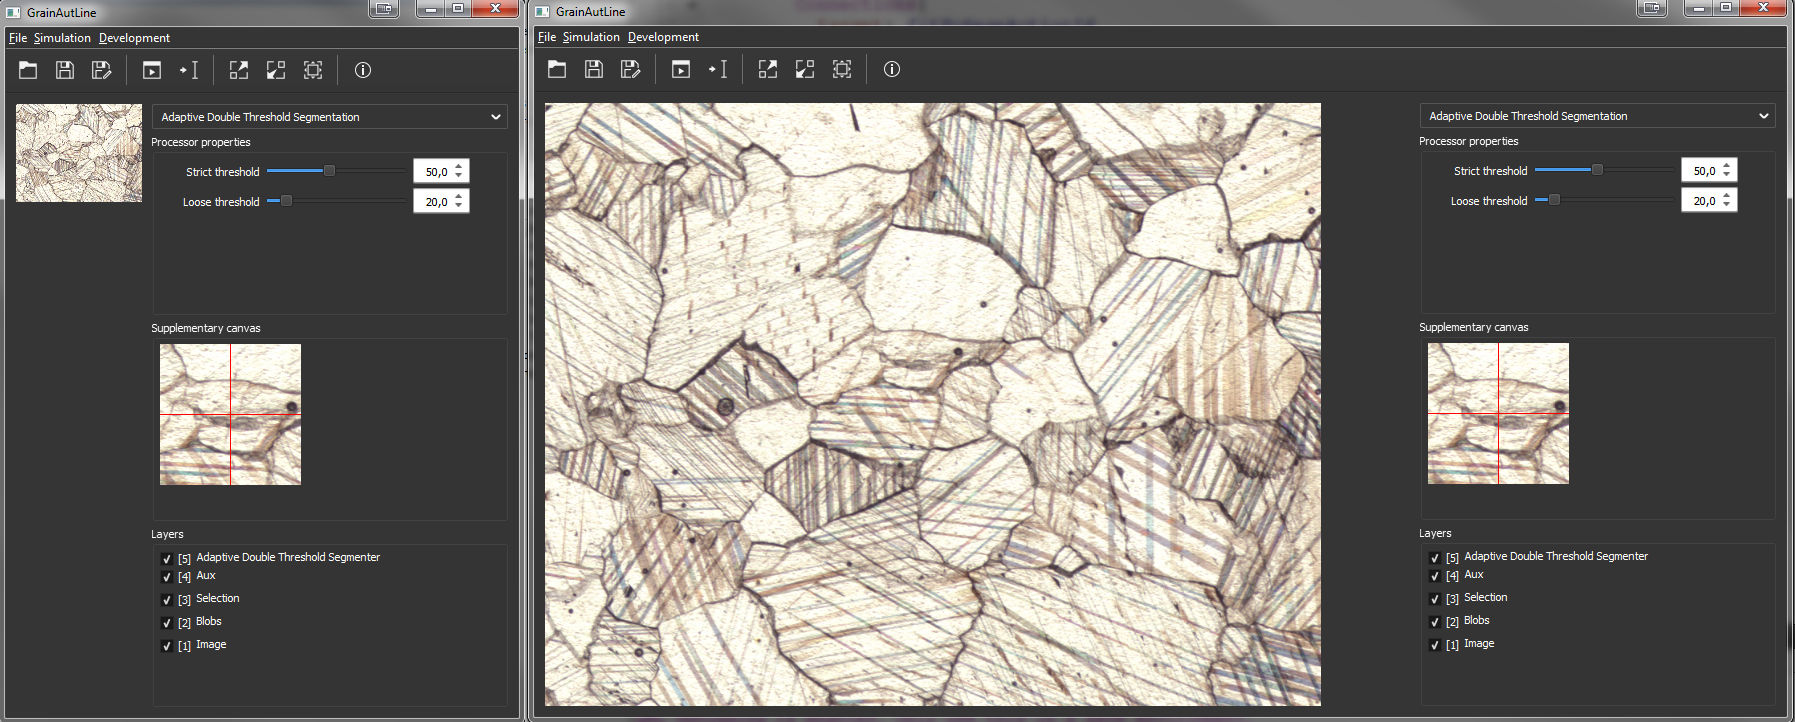 GrainAutLine
File Simulation Development
Adaptive Double Threshold Segmentation
Processor properties
Strict threshold 50,0
Loose threshold 20,0
Supplementary canvas
Layers
[5] Adaptive Double Threshold Segmenter
[4] Aux
[3] Selection
[2] Blobs
[1] Image
GrainAutLine
File Simulation Development
Adaptive Double Threshold Segmentation
Processor properties
Strict threshold 50,0
Loose threshold 20,0
Supplementary canvas
Layers
[5] Adaptive Double Threshold Segmenter
[4] Aux
[3] Selection
[2] Blobs
[1] Image